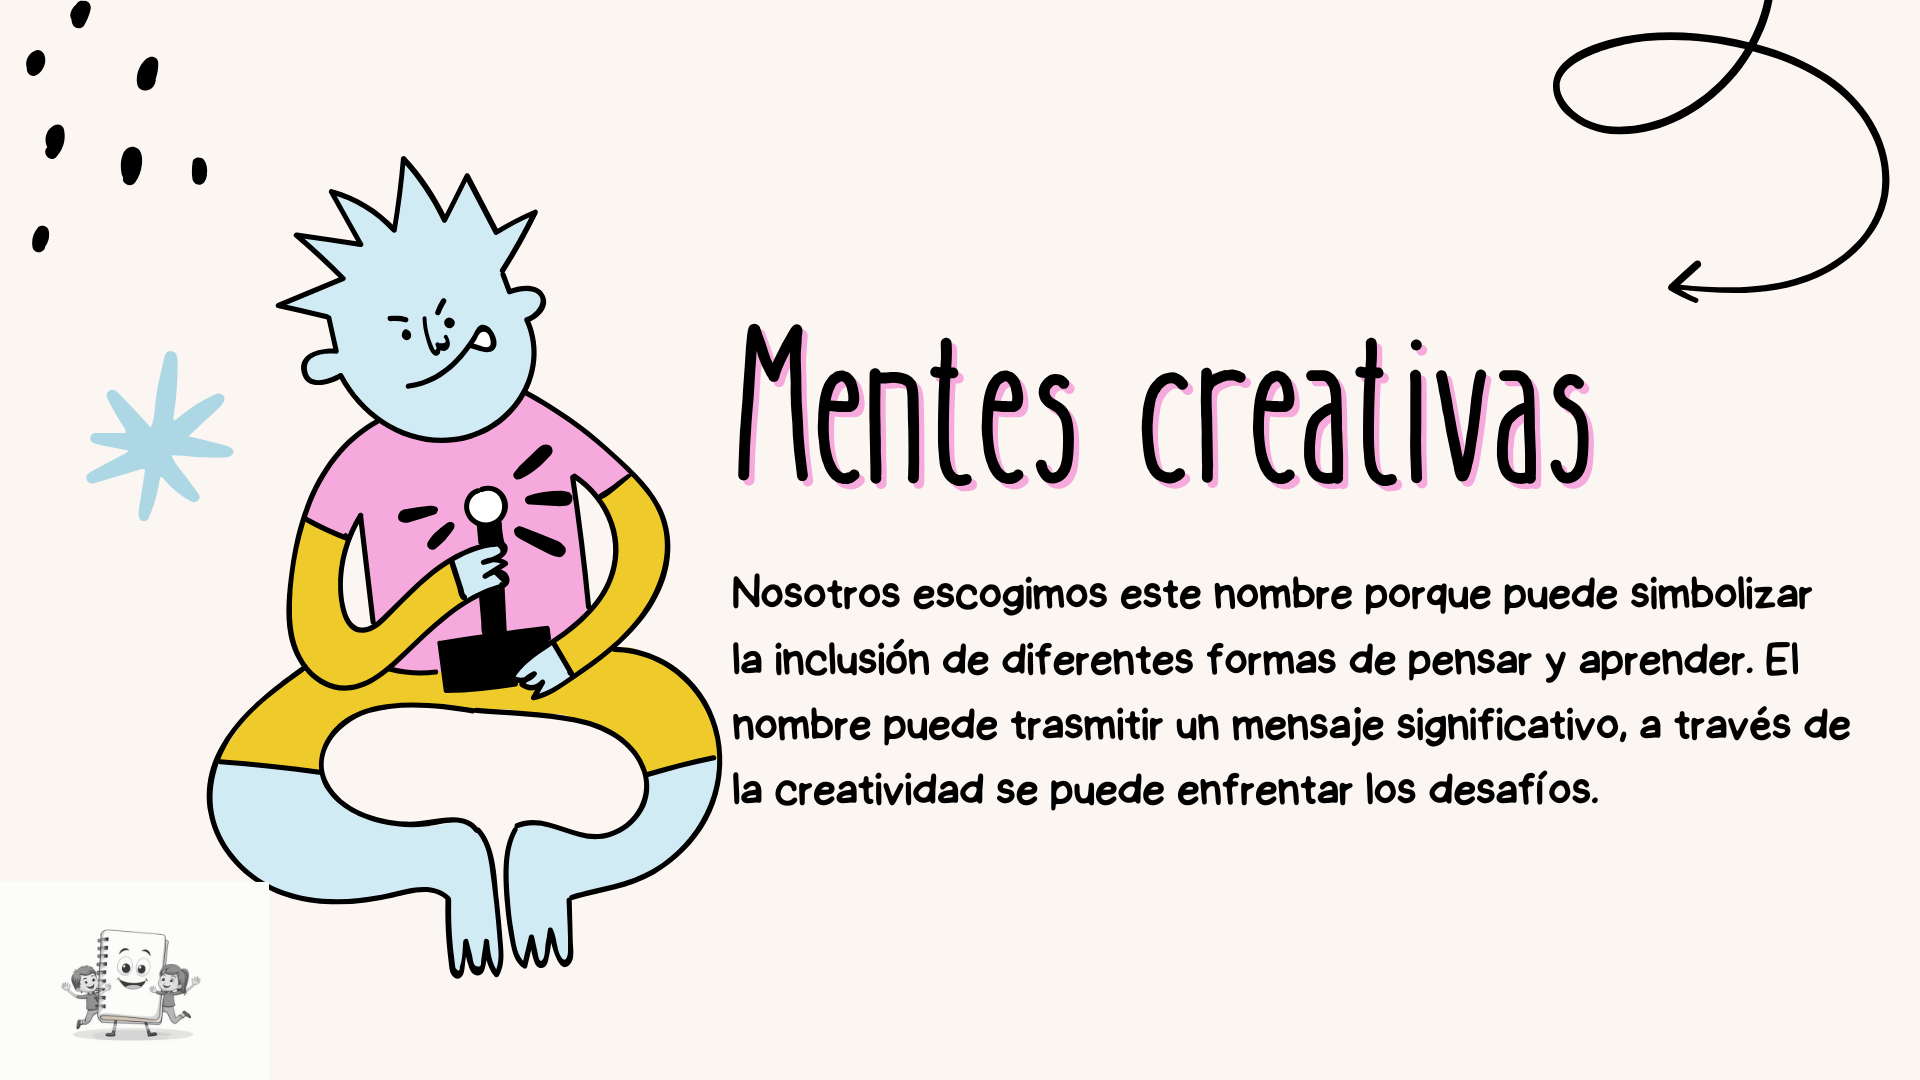 Mentes creativas
Nosotros escogimos este nombre porque puede simbolizar
la inclusión de diferentes formas de pensar y aprender. El
nombre puede trasmitir un mensaje significativo, a través de
la creatividad se puede enfrentar los desafíos.